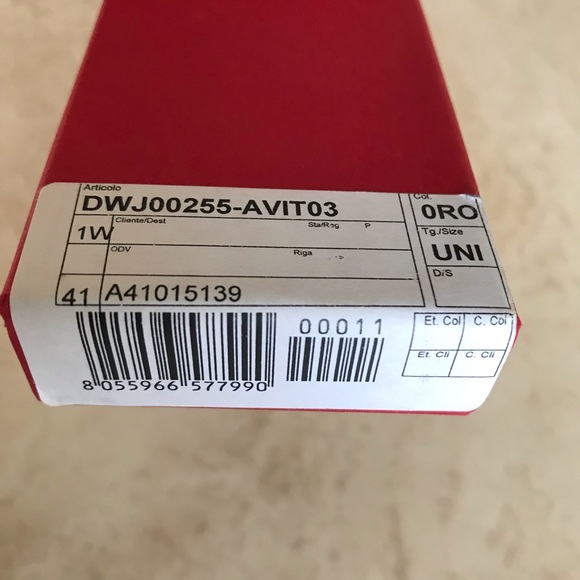 Articolo
DWJ00255-AVIT03
Col.
0RO
Cliente/Dest
Sta/Rag
P
1W
Tg./Size
UNI
ODV
Riga
D/S
41
A41015139
00011
Et. Col
C. Col
Et. Cli
C. Cli
8 055966 577990